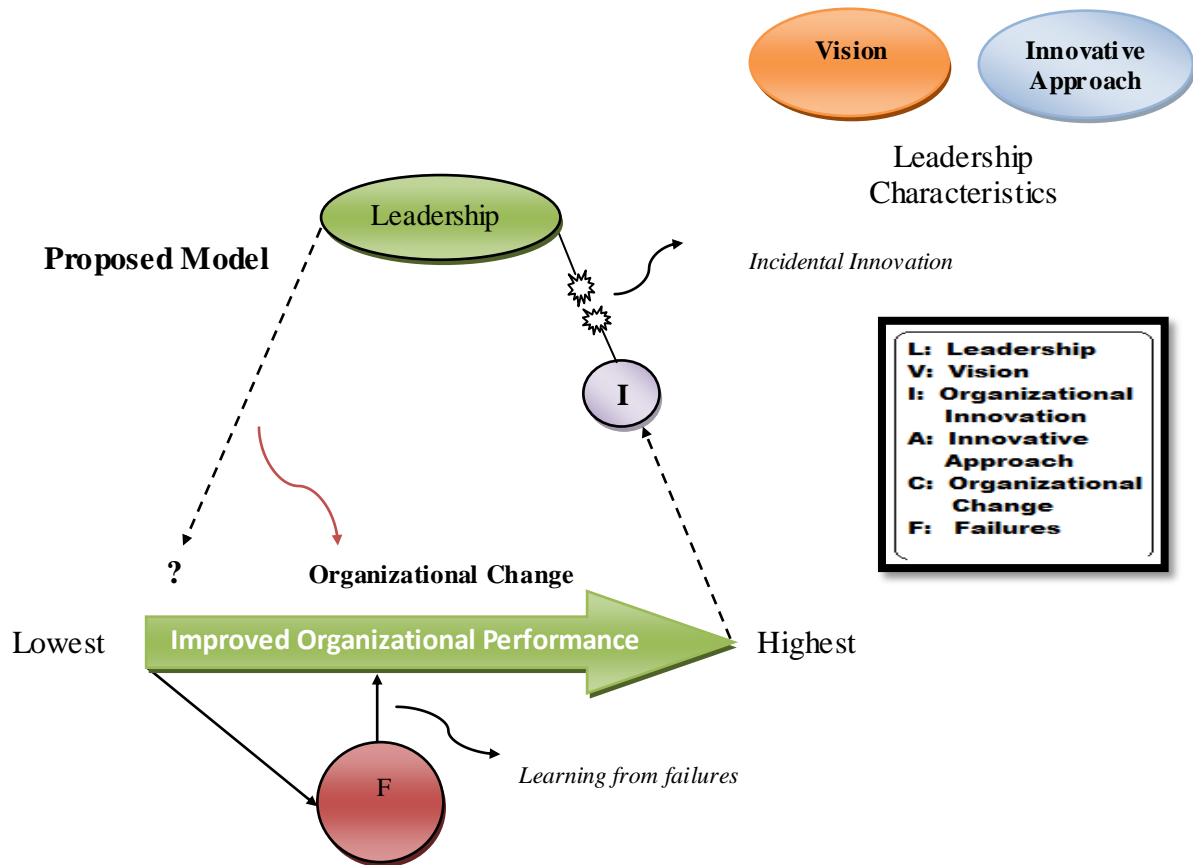 Vision
Innovative
Approach
Leadership
Characteristics
Leadership
Proposed Model
Incidental Innovation
L: Leadership
V: Vision
I: Organizational
Innovation
A: Innovative
Approach
C: Organizational
Change
F: Failures
I
?
Organizational Change
Lowest
Improved Organizational Performance
Highest
F
Learning from failures